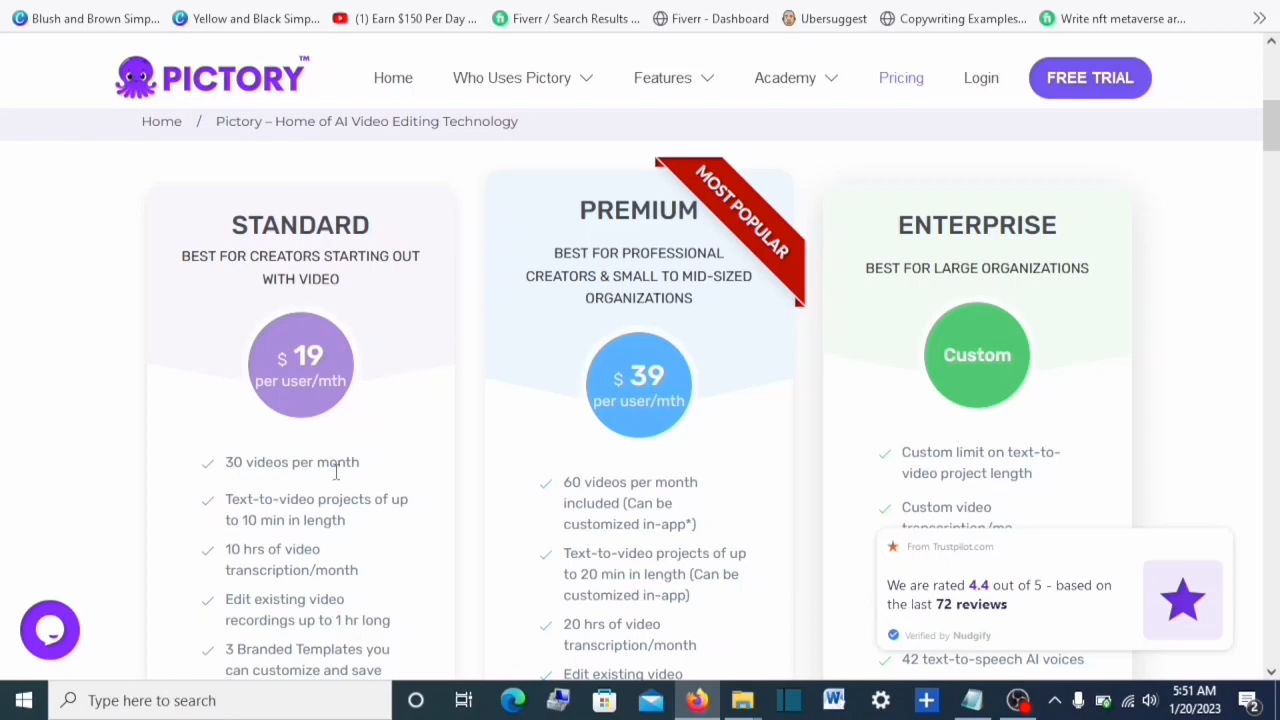 Blush and Brown Simp...
Yellow and Black Simp...
(1) Earn $150 Per Day ...
Fiverr / Search Results ...
Fiverr - Dashboard
Ubersuggest
Copywriting Examples...
Write nft metaverse ar...
PICTORY™
Home
Who Uses Pictory
Features
Academy
Pricing
Login
FREE TRIAL
Home / Pictory – Home of AI Video Editing Technology
STANDARD
BEST FOR CREATORS STARTING OUT
WITH VIDEO
$ 19
per user/mth
30 videos per month
Text-to-video projects of up
to 10 min in length
10 hrs of video
transcription/month
Edit existing video
recordings up to 1 hr long
3 Branded Templates you
can customize and save
MOST POPULAR
PREMIUM
BEST FOR PROFESSIONAL
CREATORS & SMALL TO MID-SIZED
ORGANIZATIONS
$ 39
per user/mth
60 videos per month
included (Can be
customized in-app*)
Text-to-video projects of up
to 20 min in length (Can be
customized in-app)
20 hrs of video
transcription/month
Edit existing video
ENTERPRISE
BEST FOR LARGE ORGANIZATIONS
Custom
Custom limit on text-to-
video project length
Custom video
transcription/mo
From Trustpilot.com
We are rated 4.4 out of 5 - based on
the last 72 reviews
Verified by Nudgify
42 text-to-speech AI voices
Type here to search
5:51 AM
1/20/2023
2